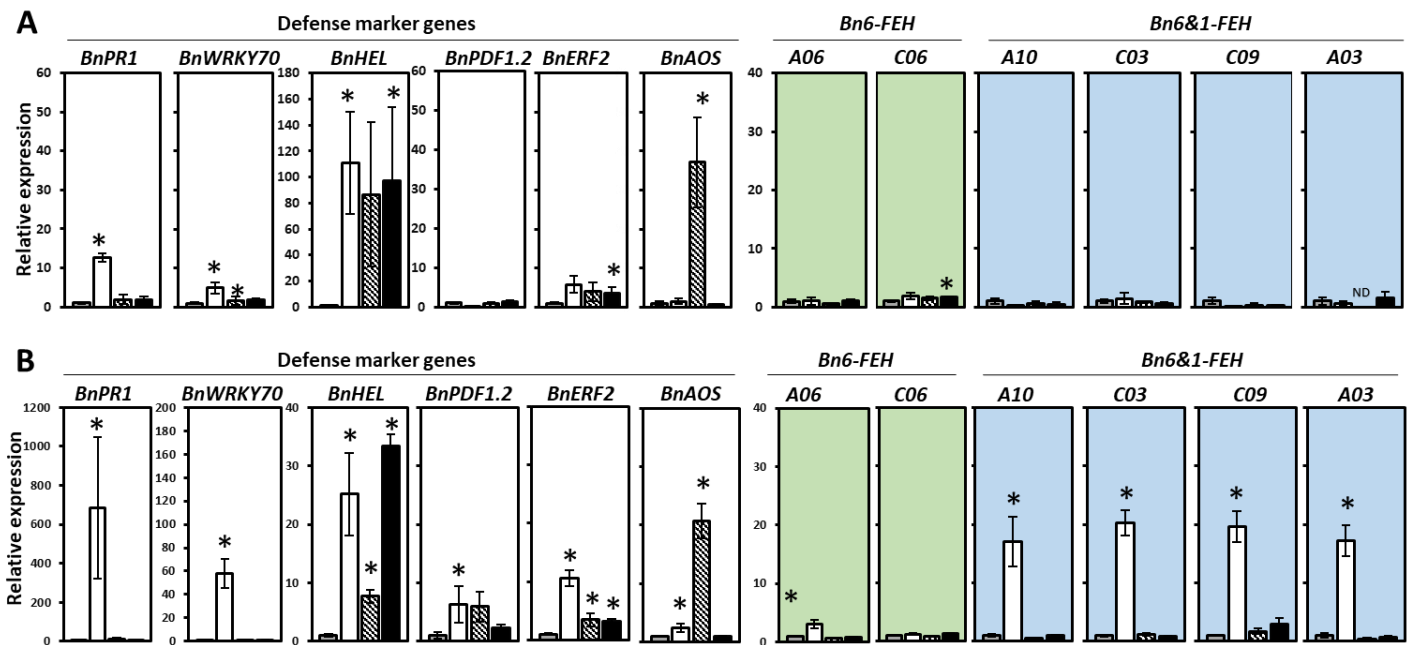 A
Defense marker genes
Bn6-FEH
Bn6&1-FEH
BnPR1 BnWRKY70 BnHEL BnPDF1.2 BnERF2 BnAOS A06 C06 A10 C03 C09 A03
Relative expression
60 50 40 30 20 10 0
180 160 140 120 100 80 60 40 20 0
60 50 40 30 20 10 0
40 30 20 10 0
* * * * * * * *
ND
B
Defense marker genes
Bn6-FEH
Bn6&1-FEH
BnPR1 BnWRKY70 BnHEL BnPDF1.2 BnERF2 BnAOS A06 C06 A10 C03 C09 A03
Relative expression
1200 1000 800 600 400 200 0
200 180 160 140 120 100 80 60 40 20 0
40 30 20 10 0
40 30 20 10 0
* * * * * * * * * * * * * * * *